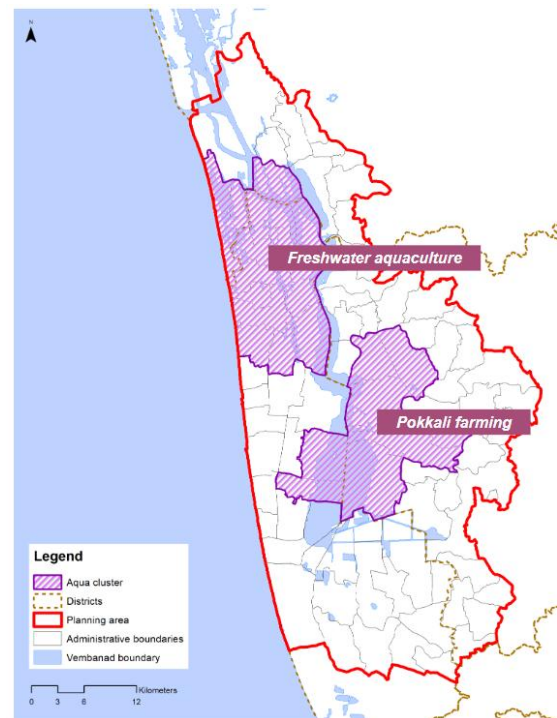 N
Freshwater aquaculture
Pokkali farming
Legend
Aqua cluster
Districts
Planning area
Administrative boundaries
Vembanad boundary
Kilometers
0 3 6 12